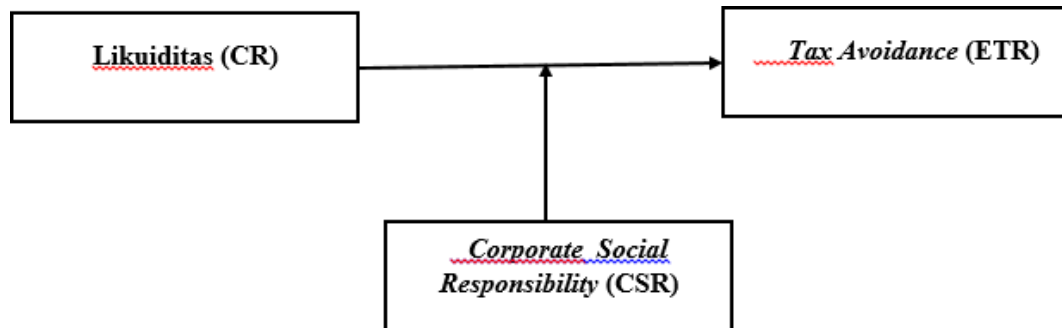 Likuiditas (CR)
Tax Avoidance (ETR)
Corporate Social
Responsibility (CSR)